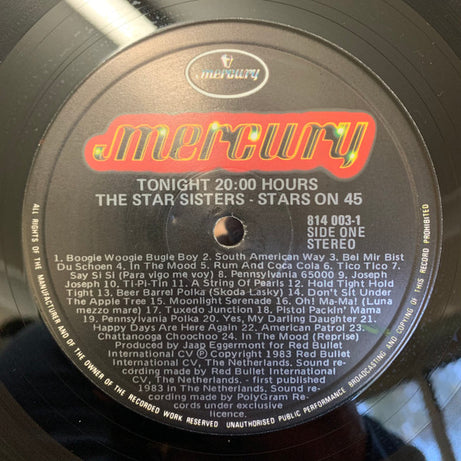 mercury
mercury
TONIGHT 20:00 HOURS
THE STAR SISTERS - STARS ON 45
814 003-1
SIDE ONE
STEREO
1. Boogie Woogie Bugle Boy 2. South American Way 3. Bei Mir Bist
Du Schoen 4. In The Mood 5. Rum And Coca Cola 6. Tico Tico 7.
Say Si Si (Para vigo me voy) 8. Pennsylvania 65000 9. Joseph
Joseph 10. Ti-Pi-Tin 11. A String Of Pearls 12. Hold Tight Hold
Tight 13. Beer Barrel Polka (Skoda Lasky) 14. Don't Sit Under
The Apple Tree 15. Moonlight Serenade 16. Oh! Ma-Ma! (Luna
mezzo mare) 17. Tuxedo Junction 18. Pistol Packin' Mama
19. Pennsylvania Polka 20. Yes, My Darling Daughter 21.
Happy Days Are Here Again 22. American Patrol 23.
Chattanooga Choochoo 24. In The Mood (Reprise)
Produced by Jaap Eggermont for Red Bullet
International CV ℗ Copyright 1983 Red Bullet
International CV, The Netherlands. Sound re-
cording made by Red Bullet International
CV, The Netherlands. - first published
1983 In The Netherlands. Sound re-
cording made by PolyGram Re-
cords under exclusive
licence.
ALL RIGHTS OF THE MANUFACTURER AND OF THE OWNER OF THE RECORDED WORK RESERVED UNAUTHORISED PUBLIC PERFORMANCE BROADCASTING AND COPYING OF THIS RECORD PROHIBITED